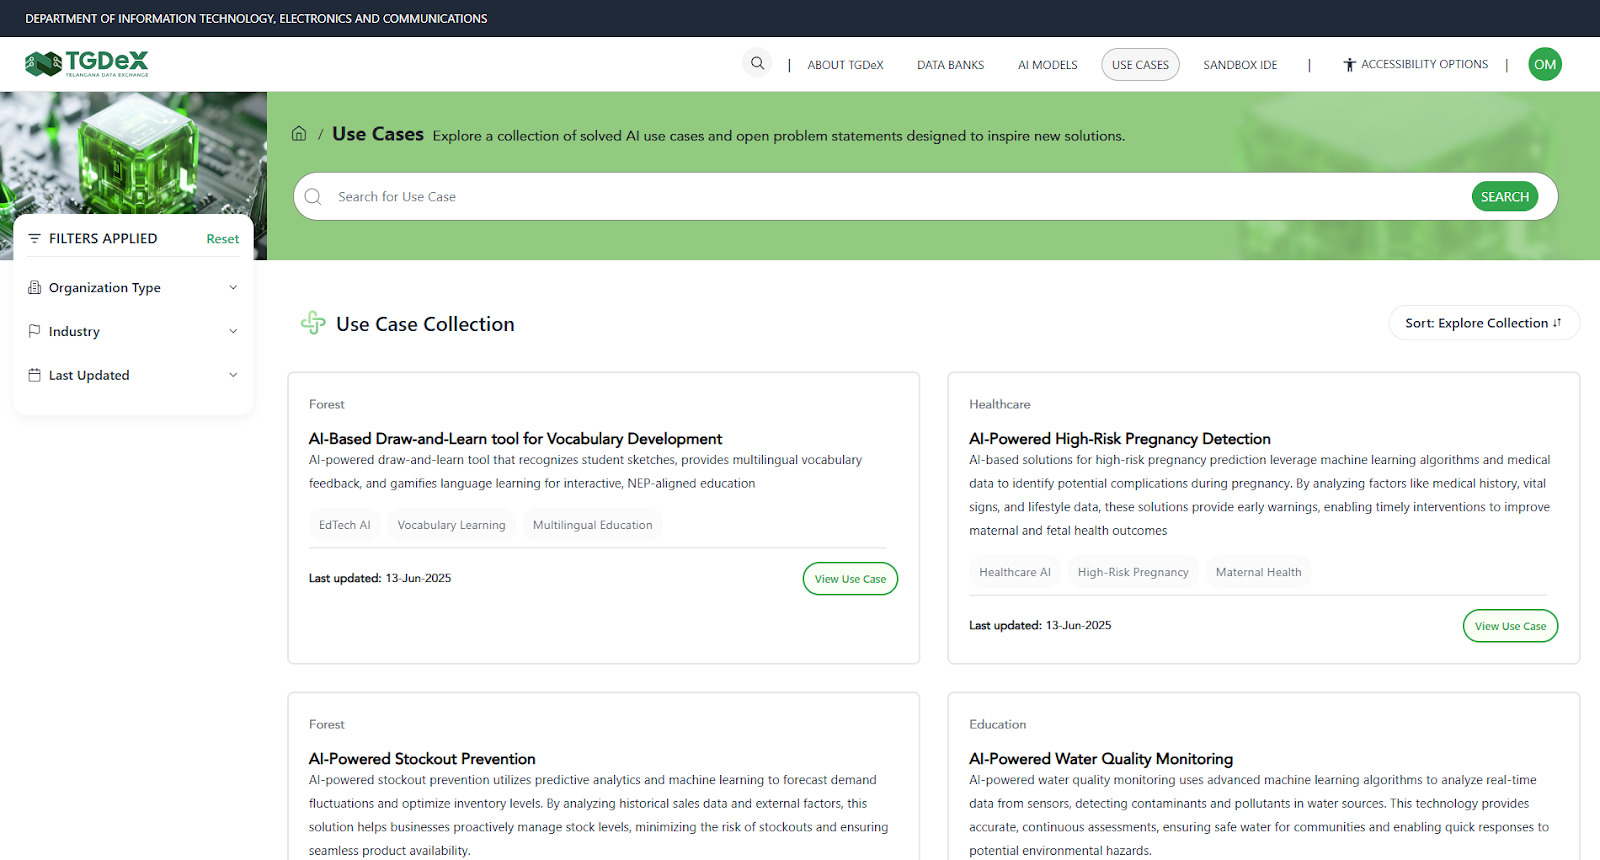 DEPARTMENT OF INFORMATION TECHNOLOGY, ELECTRONICS AND COMMUNICATIONS
TGDeX
TELANGANA DATA EXCHANGE
| ABOUT TGDeX DATA BANKS AI MODELS USE CASES SANDBOX IDE | ACCESSIBILITY OPTIONS | OM
/ Use Cases Explore a collection of solved AI use cases and open problem statements designed to inspire new solutions.
Search for Use Case SEARCH
FILTERS APPLIED Reset
Organization Type
Industry
Last Updated
Use Case Collection
Sort: Explore Collection
Forest
AI-Based Draw-and-Learn tool for Vocabulary Development
AI-powered draw-and-learn tool that recognizes student sketches, provides multilingual vocabulary
feedback, and gamifies language learning for interactive, NEP-aligned education
EdTech AI Vocabulary Learning Multilingual Education
Last updated: 13-Jun-2025 View Use Case
Healthcare
AI-Powered High-Risk Pregnancy Detection
AI-based solutions for high-risk pregnancy prediction leverage machine learning algorithms and medical
data to identify potential complications during pregnancy. By analyzing factors like medical history, vital
signs, and lifestyle data, these solutions provide early warnings, enabling timely interventions to improve
maternal and fetal health outcomes
Healthcare AI High-Risk Pregnancy Maternal Health
Last updated: 13-Jun-2025 View Use Case
Forest
AI-Powered Stockout Prevention
AI-powered stockout prevention utilizes predictive analytics and machine learning to forecast demand
fluctuations and optimize inventory levels. By analyzing historical sales data and external factors, this
solution helps businesses proactively manage stock levels, minimizing the risk of stockouts and ensuring
seamless product availability.
Education
AI-Powered Water Quality Monitoring
AI-powered water quality monitoring uses advanced machine learning algorithms to analyze real-time
data from sensors, detecting contaminants and pollutants in water sources. This technology provides
accurate, continuous assessments, ensuring safe water for communities and enabling quick responses to
potential environmental hazards.